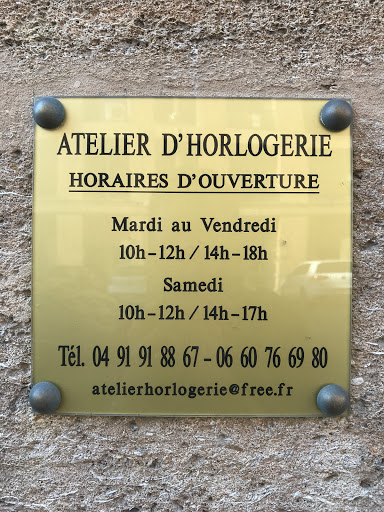 ATELIER D'HORLOGERIE
HORAIRES D'OUVERTURE
Mardi au Vendredi
10h-12h / 14h-18h
Samedi
10h-12h / 14h-17h
Tél. 04 91 91 88 67 - 06 60 76 69 80
atelierhorlogerie@free.fr